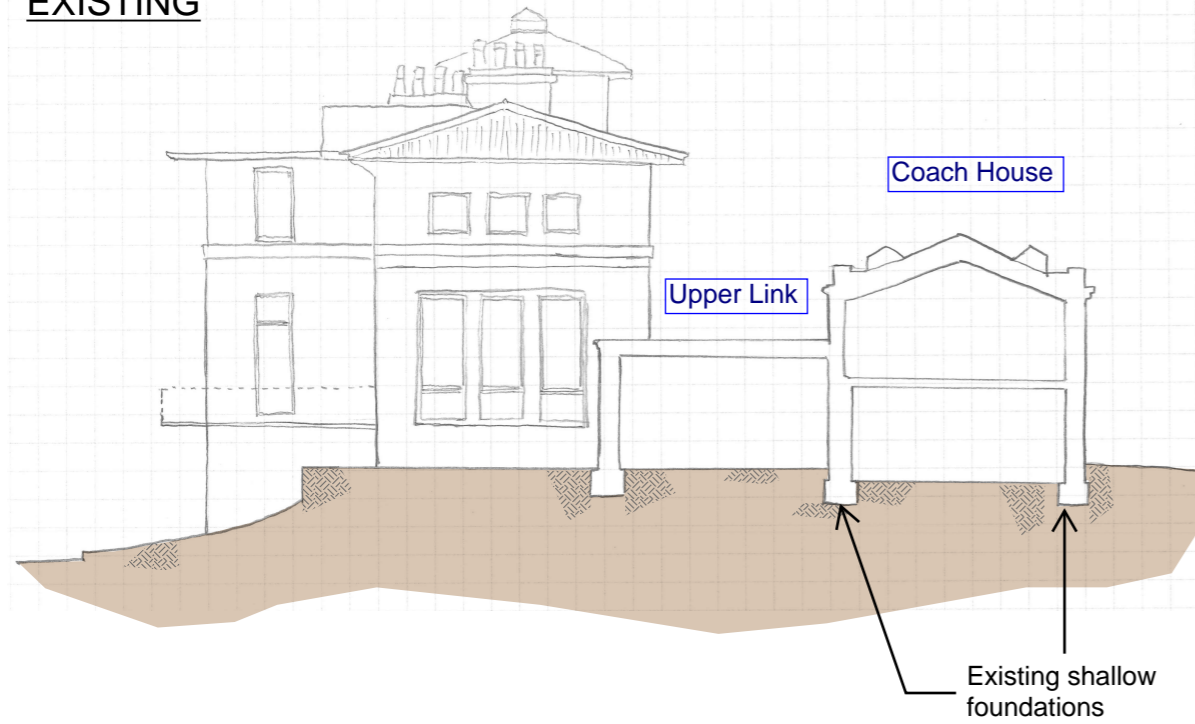 EXISTING
Coach House
Upper Link
Existing shallow
foundations